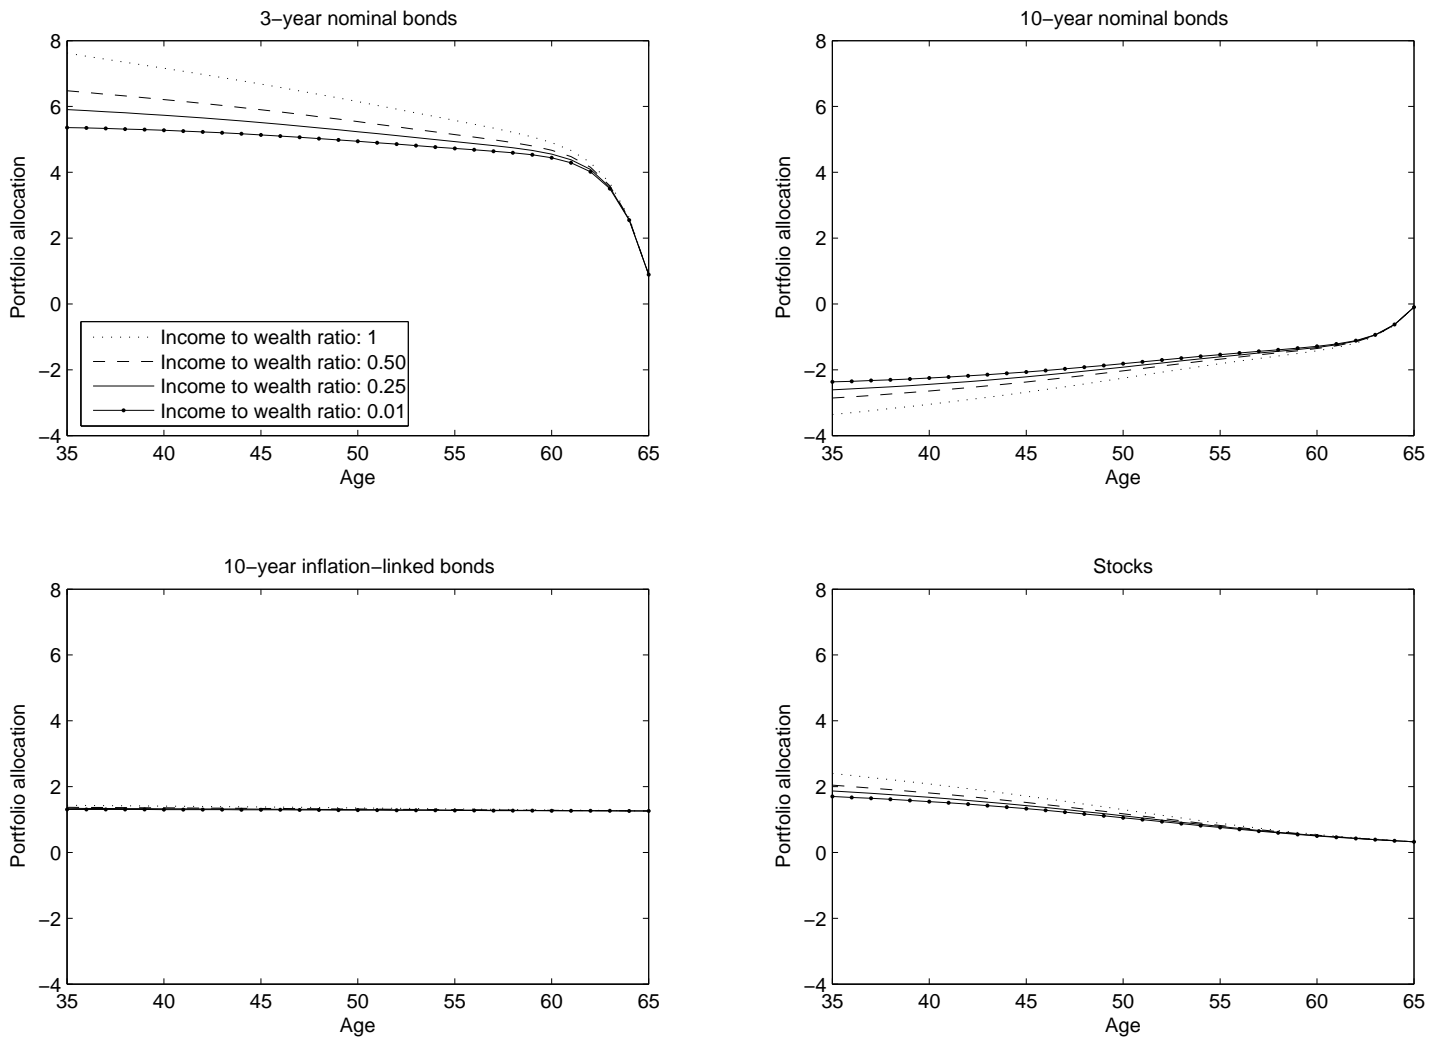 3−year nominal bonds
8
6
4
2
0
−2
−4
Portfolio allocation
Income to wealth ratio: 1
Income to wealth ratio: 0.50
Income to wealth ratio: 0.25
Income to wealth ratio: 0.01
35 40 45 50 55 60 65
Age
10−year nominal bonds
8
6
4
2
0
−2
−4
Portfolio allocation
35 40 45 50 55 60 65
Age
10−year inflation−linked bonds
8
6
4
2
0
−2
−4
Portfolio allocation
35 40 45 50 55 60 65
Age
Stocks
8
6
4
2
0
−2
−4
Portfolio allocation
35 40 45 50 55 60 65
Age